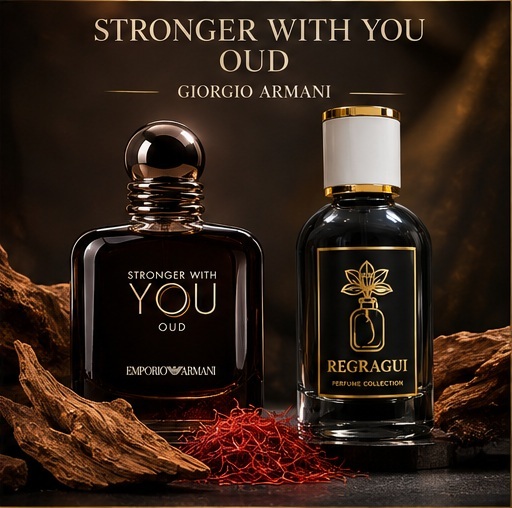 STRONGER WITH YOU
OUD
GIORGIO ARMANI
STRONGER WITH
YOU
OUD
EMPORIO ARMANI
REGRAGUI
PERFUME COLLECTION